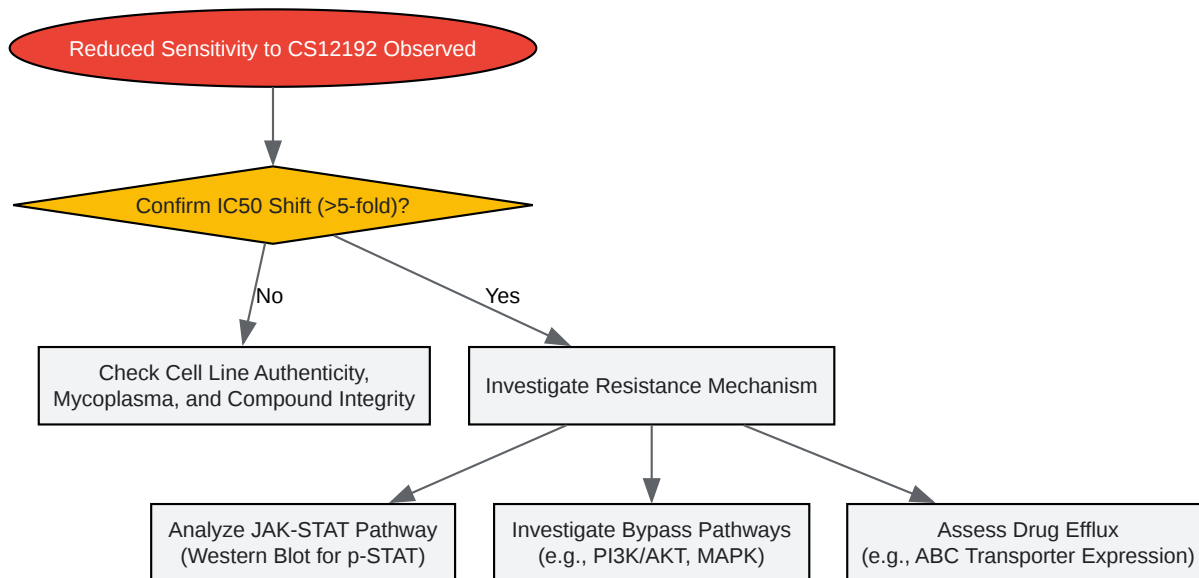 Reduced Sensitivity to CS12192 Observed
Confirm IC50 Shift (>5-fold)?
No
Yes
Check Cell Line Authenticity,
Mycoplasma, and Compound Integrity
Investigate Resistance Mechanism
Analyze JAK-STAT Pathway
(Western Blot for p-STAT)
Investigate Bypass Pathways
(e.g., PI3K/AKT, MAPK)
Assess Drug Efflux
(e.g., ABC Transporter Expression)